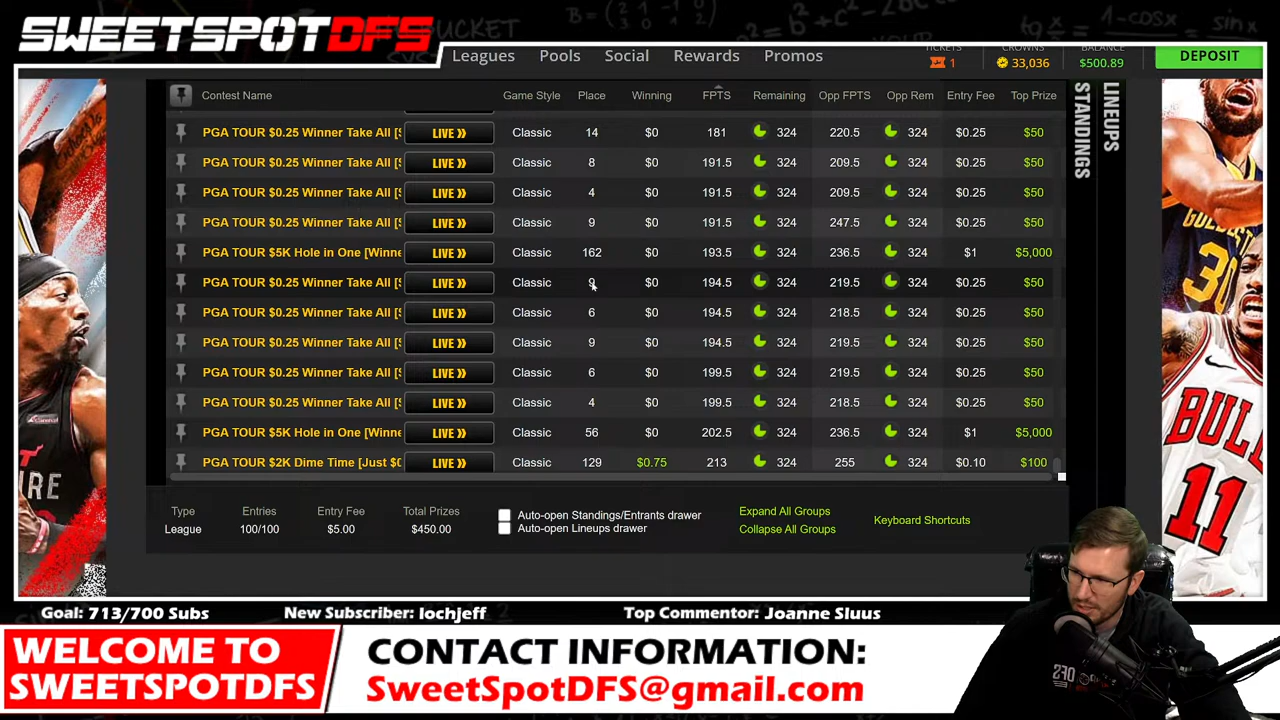 SWEETSPOTDFS
Leagues Pools Social Rewards Promos
TICKETS 1 CROWNS 33,036 BALANCE $500.89 DEPOSIT
Contest Name Game Style Place Winning FPTS Remaining Opp FPTS Opp Rem Entry Fee Top Prize
PGA TOUR $0.25 Winner Take All [ LIVE Classic 14 $0 181 324 220.5 324 $0.25 $50
PGA TOUR $0.25 Winner Take All [ LIVE Classic 8 $0 191.5 324 209.5 324 $0.25 $50
PGA TOUR $0.25 Winner Take All [ LIVE Classic 4 $0 191.5 324 209.5 324 $0.25 $50
PGA TOUR $0.25 Winner Take All [ LIVE Classic 9 $0 191.5 324 247.5 324 $0.25 $50
PGA TOUR $5K Hole in One [Winne LIVE Classic 162 $0 193.5 324 236.5 324 $1 $5,000
PGA TOUR $0.25 Winner Take All [ LIVE Classic 9 $0 194.5 324 219.5 324 $0.25 $50
PGA TOUR $0.25 Winner Take All [ LIVE Classic 6 $0 194.5 324 218.5 324 $0.25 $50
PGA TOUR $0.25 Winner Take All [ LIVE Classic 9 $0 194.5 324 219.5 324 $0.25 $50
PGA TOUR $0.25 Winner Take All [ LIVE Classic 6 $0 199.5 324 219.5 324 $0.25 $50
PGA TOUR $0.25 Winner Take All [ LIVE Classic 4 $0 199.5 324 218.5 324 $0.25 $50
PGA TOUR $5K Hole in One [Winne LIVE Classic 56 $0 202.5 324 236.5 324 $1 $5,000
PGA TOUR $2K Dime Time [Just $0 LIVE Classic 129 $0.75 213 324 255 324 $0.10 $100
LINEUPS
STANDINGS
Type Entries Entry Fee Total Prizes
League 100/100 $5.00 $450.00
Auto-open Standings/Entrants drawer
Auto-open Lineups drawer
Expand All Groups
Collapse All Groups
Keyboard Shortcuts
BULL
11
30
Goal: 713/700 Subs New Subscriber: lochjeff Top Commentor: Joanne Sluus
WELCOME TO
SWEETSPOTDFS
CONTACT INFORMATION:
SweetSpotDFS@gmail.com